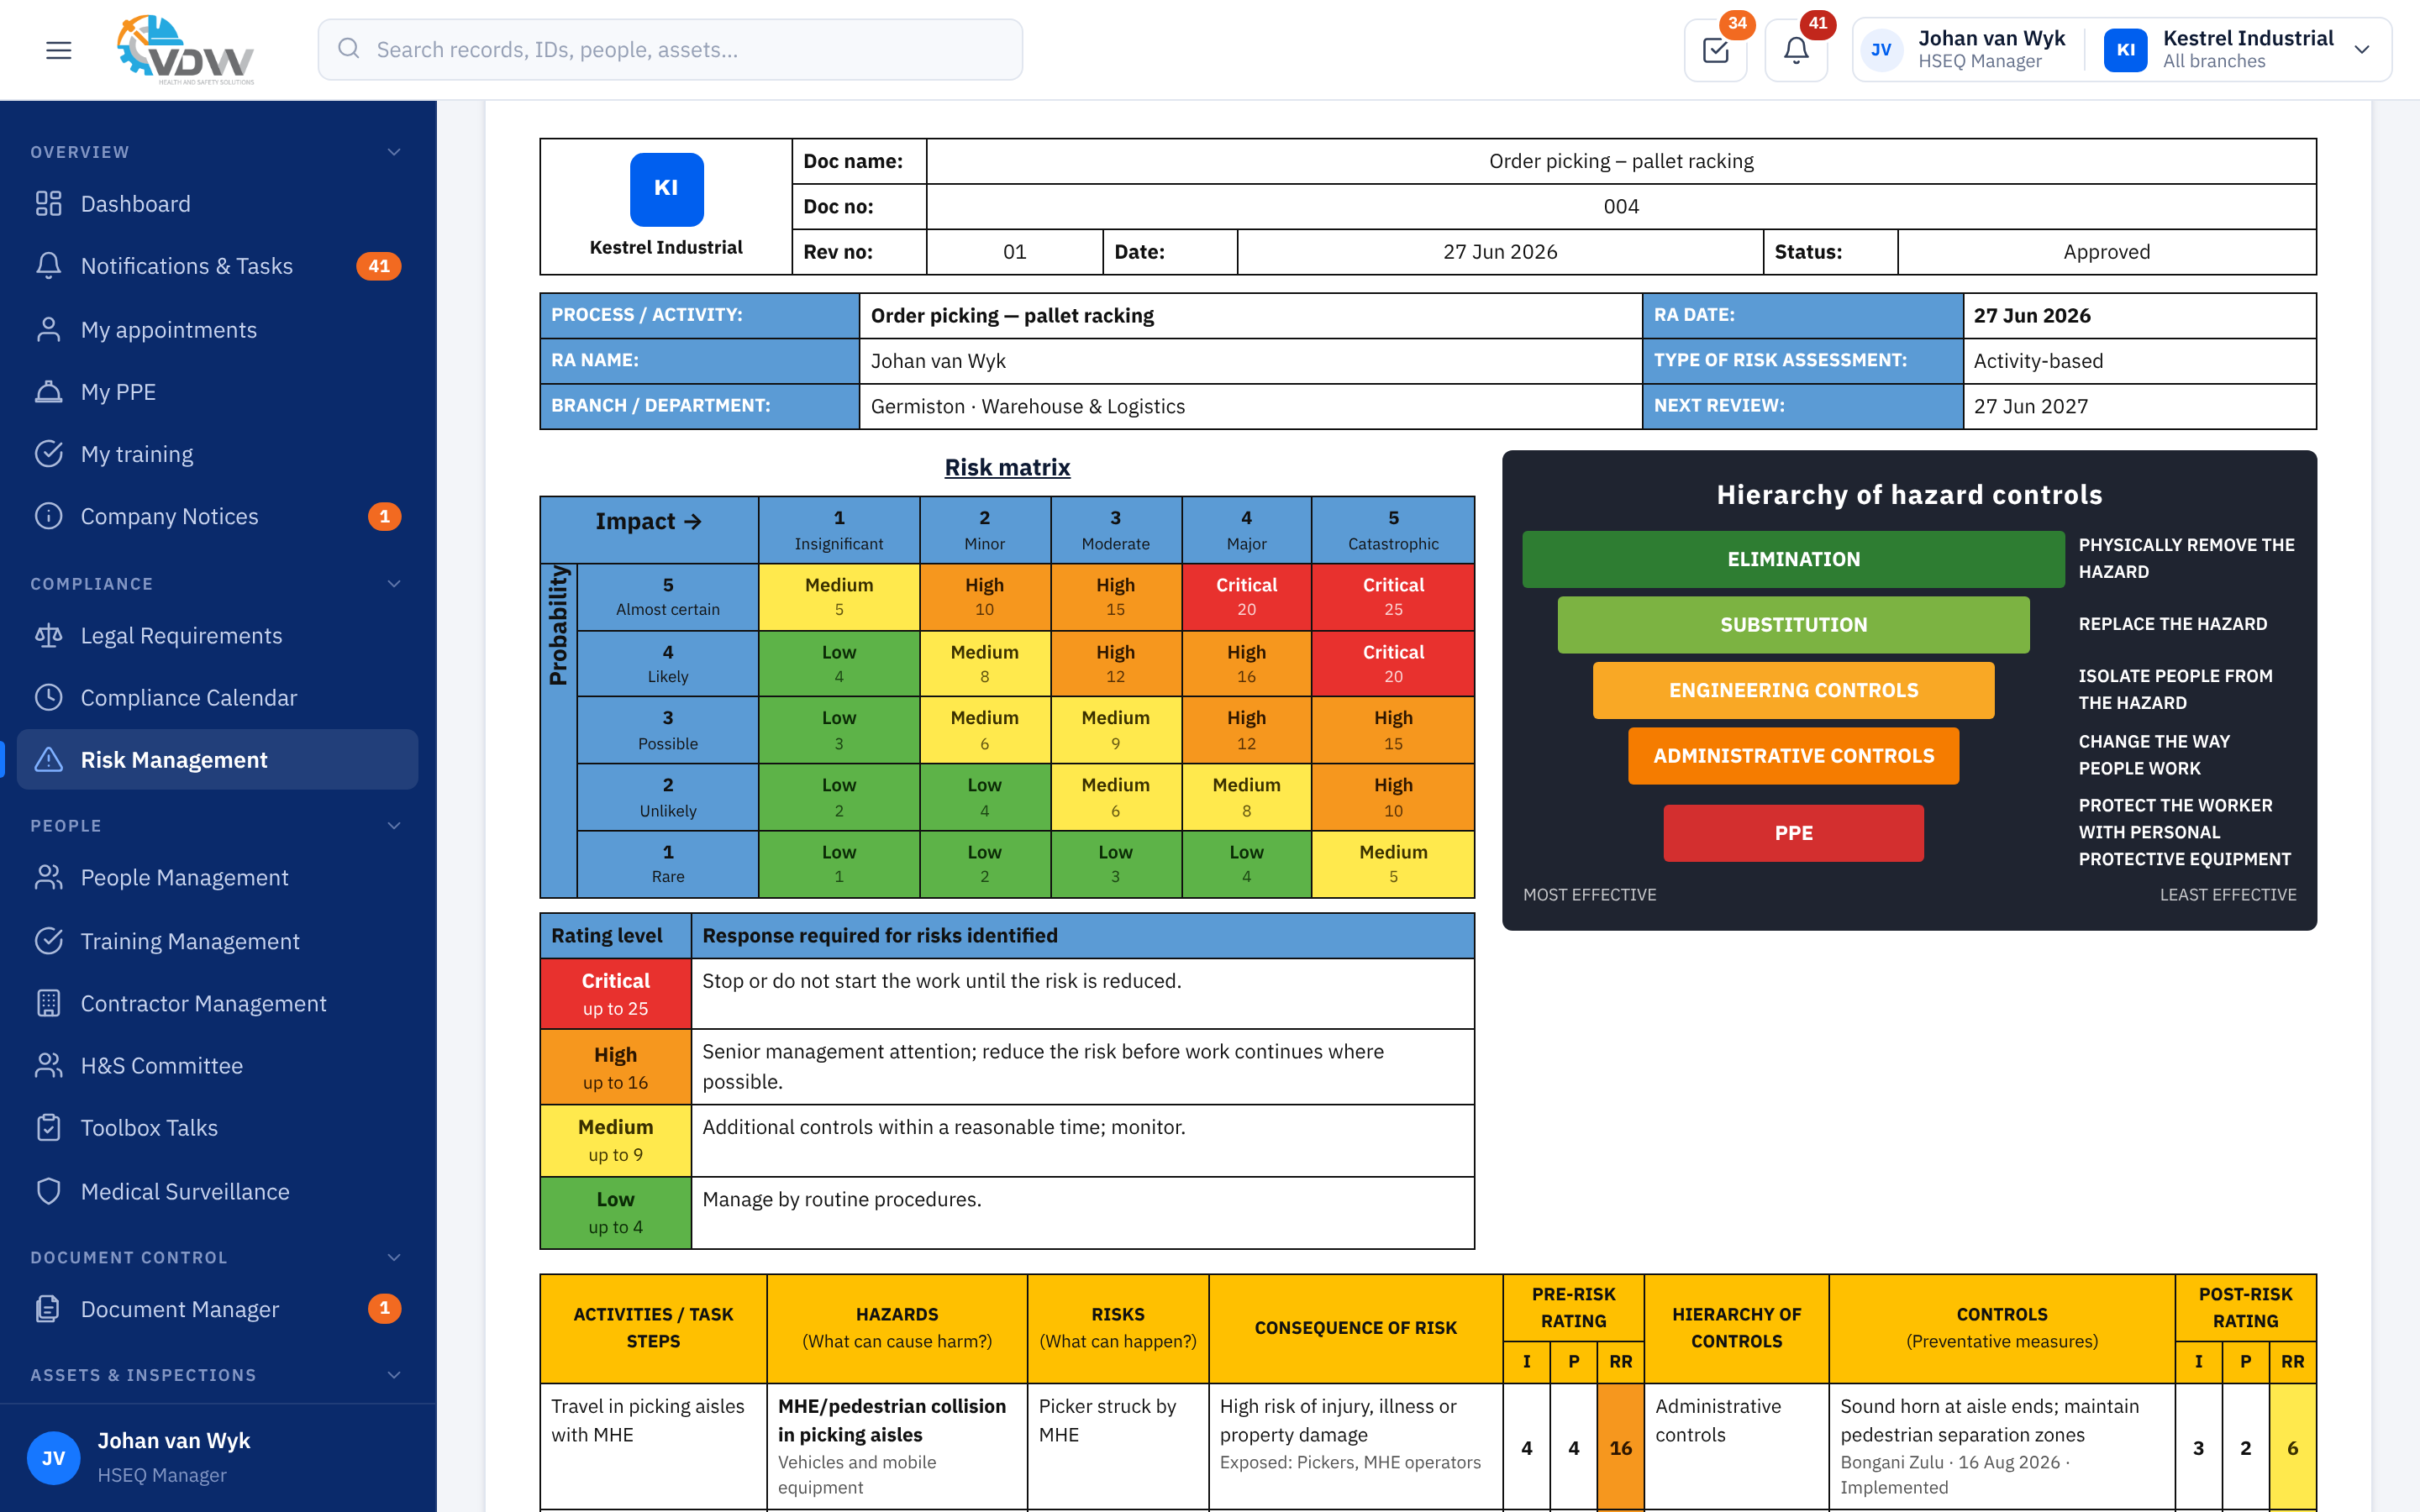 VDW
HEALTH AND SAFETY SOLUTIONS
Search records, IDs, people, assets...
34
41
JV
Johan van Wyk
HSEQ Manager
KI
Kestrel Industrial
All branches
OVERVIEW
Dashboard
Notifications & Tasks 41
My appointments
My PPE
My training
Company Notices 1
COMPLIANCE
Legal Requirements
Compliance Calendar
Risk Management
PEOPLE
People Management
Training Management
Contractor Management
H&S Committee
Toolbox Talks
Medical Surveillance
DOCUMENT CONTROL
Document Manager 1
ASSETS & INSPECTIONS
JV
Johan van Wyk
HSEQ Manager
KI
Kestrel Industrial
Doc name: Order picking – pallet racking
Doc no: 004
Rev no: 01 Date: 27 Jun 2026 Status: Approved
PROCESS / ACTIVITY: Order picking — pallet racking RA DATE: 27 Jun 2026
RA NAME: Johan van Wyk TYPE OF RISK ASSESSMENT: Activity-based
BRANCH / DEPARTMENT: Germiston · Warehouse & Logistics NEXT REVIEW: 27 Jun 2027
Risk matrix
Impact → 1 2 3 4 5
Insignificant Minor Moderate Major Catastrophic
Probability
5 Medium High High Critical Critical
Almost certain 5 10 15 20 25
4 Low Medium High High Critical
Likely 4 8 12 16 20
3 Low Medium Medium High High
Possible 3 6 9 12 15
2 Low Low Medium Medium High
Unlikely 2 4 6 8 10
1 Low Low Low Low Medium
Rare 1 2 3 4 5
Hierarchy of hazard controls
ELIMINATION
PHYSICALLY REMOVE THE
HAZARD
SUBSTITUTION
REPLACE THE HAZARD
ENGINEERING CONTROLS
ISOLATE PEOPLE FROM
THE HAZARD
ADMINISTRATIVE CONTROLS
CHANGE THE WAY
PEOPLE WORK
PPE
PROTECT THE WORKER
WITH PERSONAL
PROTECTIVE EQUIPMENT
MOST EFFECTIVE LEAST EFFECTIVE
Rating level Response required for risks identified
Critical
up to 25
Stop or do not start the work until the risk is reduced.
High
up to 16
Senior management attention; reduce the risk before work continues where
possible.
Medium
up to 9
Additional controls within a reasonable time; monitor.
Low
up to 4
Manage by routine procedures.
ACTIVITIES / TASK
STEPS
HAZARDS
(What can cause harm?)
RISKS
(What can happen?)
CONSEQUENCE OF RISK
PRE-RISK
RATING
I P RR
HIERARCHY OF
CONTROLS
CONTROLS
(Preventative measures)
POST-RISK
RATING
I P RR
Travel in picking aisles
with MHE
MHE/pedestrian collision
in picking aisles
Vehicles and mobile
equipment
Picker struck by
MHE
High risk of injury, illness or
property damage
Exposed: Pickers, MHE operators
4 4 16
Administrative
controls
Sound horn at aisle ends; maintain
pedestrian separation zones
Bongani Zulu · 16 Aug 2026 ·
Implemented
3 2 6